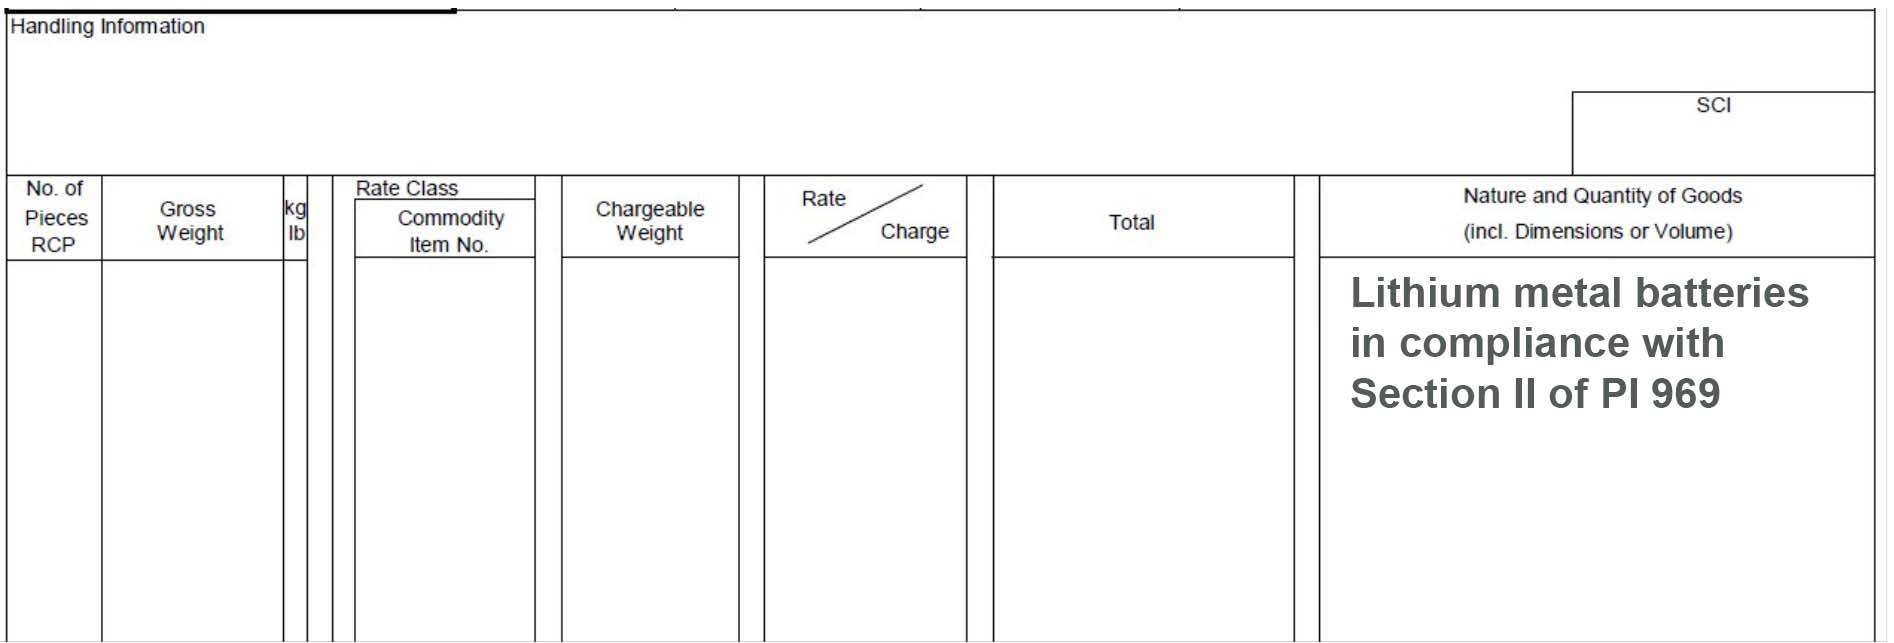 Handling Information
SCI
No. of
Pieces
RCP
Gross
Weight
kg
lb
Rate Class
Commodity
Item No.
Chargeable
Weight
Rate
Charge
Total
Nature and Quantity of Goods
(incl. Dimensions or Volume)
Lithium metal batteries
in compliance with
Section II of PI 969